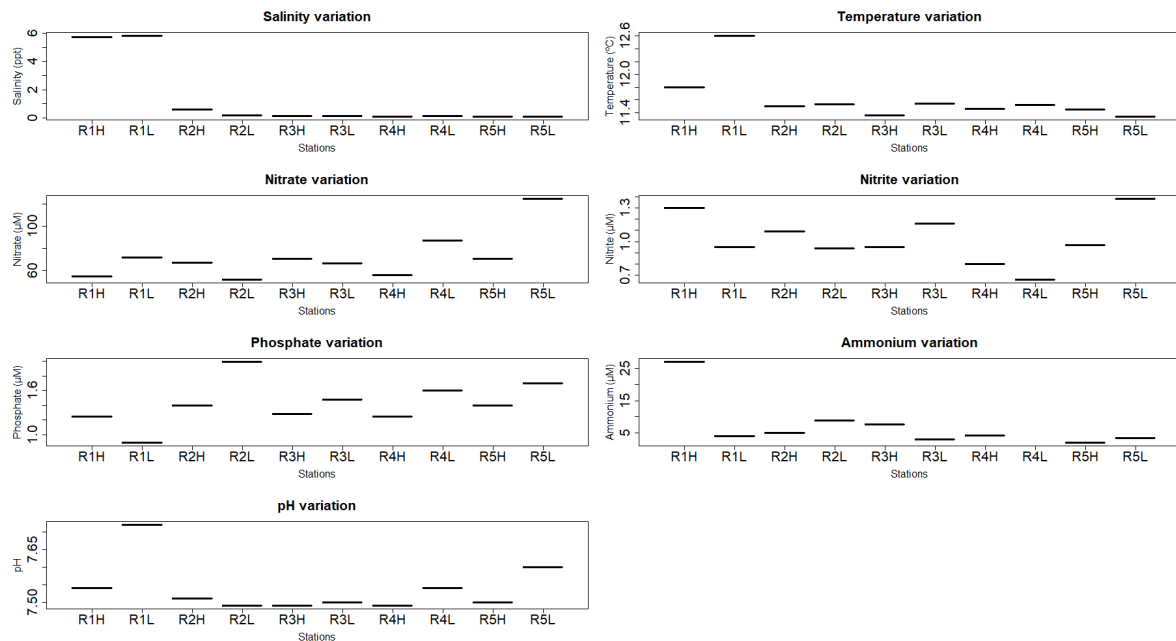 Salinity variation
Salinity (ppt)
6
4
2
0
R1H R1L R2H R2L R3H R3L R4H R4L R5H R5L
Stations
Temperature variation
Temperature (ºC)
12.6
12.0
11.4
R1H R1L R2H R2L R3H R3L R4H R4L R5H R5L
Stations
Nitrate variation
Nitrate (µM)
100
60
R1H R1L R2H R2L R3H R3L R4H R4L R5H R5L
Stations
Nitrite variation
Nitrite (µM)
1.3
1.0
0.7
R1H R1L R2H R2L R3H R3L R4H R4L R5H R5L
Stations
Phosphate variation
Phosphate (µM)
1.6
1.0
R1H R1L R2H R2L R3H R3L R4H R4L R5H R5L
Stations
Ammonium variation
Ammonium (µM)
25
15
5
R1H R1L R2H R2L R3H R3L R4H R4L R5H R5L
Stations
pH variation
pH
7.65
7.50
R1H R1L R2H R2L R3H R3L R4H R4L R5H R5L
Stations